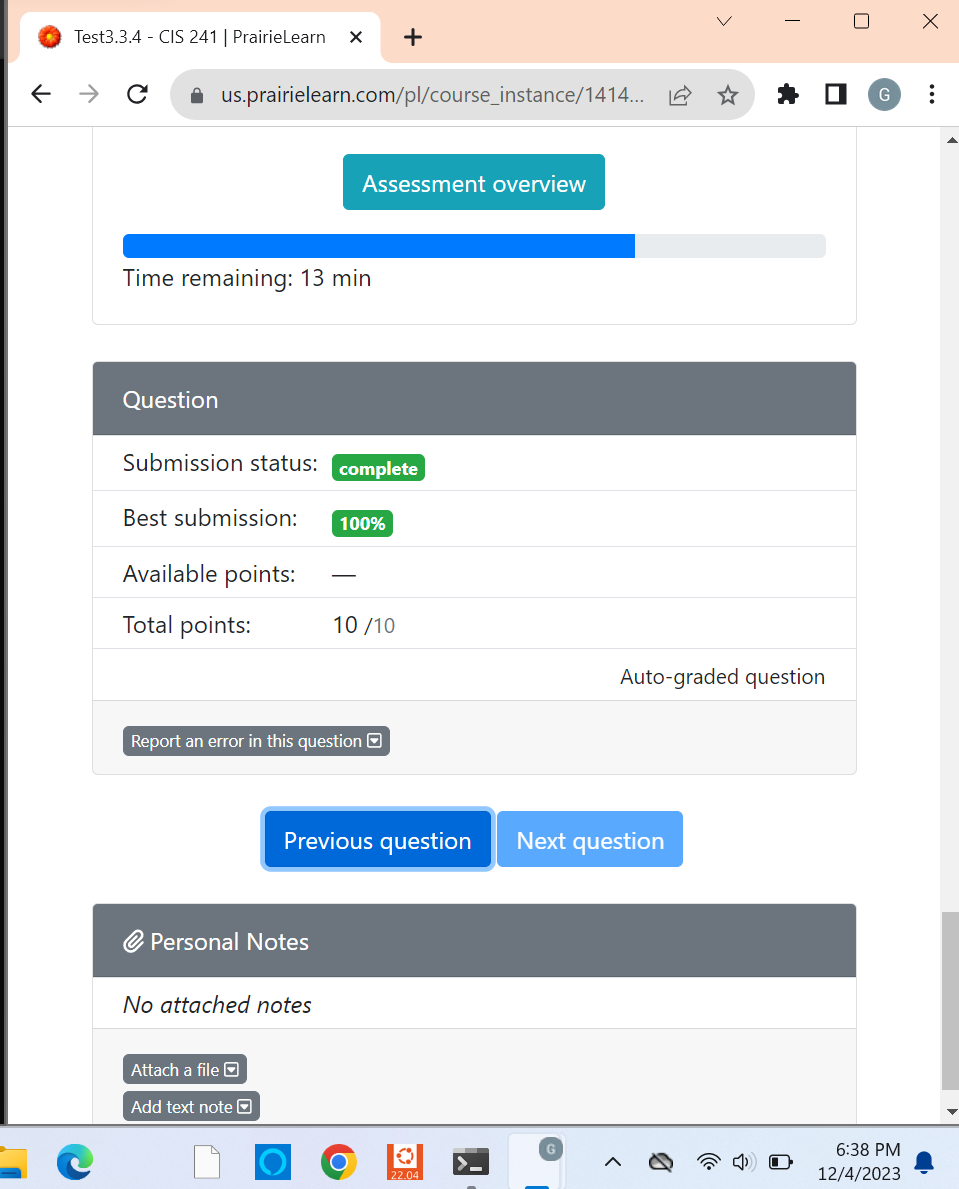 Test3.3.4 - CIS 241 | PrairieLearn
us.prairielearn.com/pl/course_instance/1414...
G
Assessment overview
Time remaining: 13 min
Question
Submission status: complete
Best submission: 100%
Available points: —
Total points: 10 /10
Auto-graded question
Report an error in this question
Previous question Next question
Personal Notes
No attached notes
Attach a file
Add text note
22.04
G
6:38 PM
12/4/2023